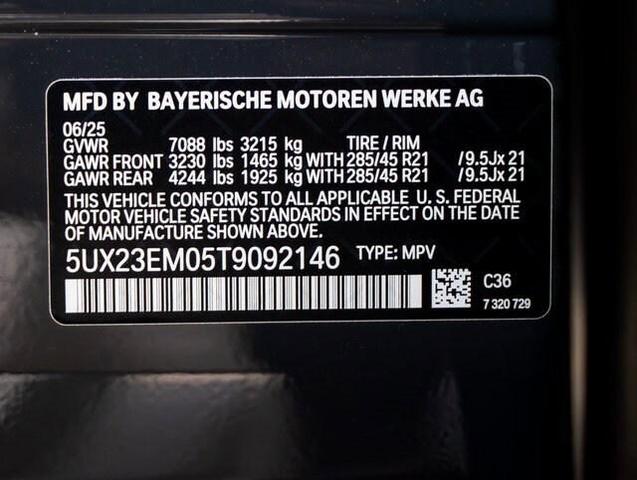 MFD BY BAYERISCHE MOTOREN WERKE AG
06/25
GVWR 7088 lbs 3215 kg TIRE / RIM
GAWR FRONT 3230 lbs 1465 kg WITH 285/45 R21 /9.5Jx 21
GAWR REAR 4244 lbs 1925 kg WITH 285/45 R21 /9.5Jx 21
THIS VEHICLE CONFORMS TO ALL APPLICABLE U. S. FEDERAL
MOTOR VEHICLE SAFETY STANDARDS IN EFFECT ON THE DATE
OF MANUFACTURE SHOWN ABOVE.
5UX23EM05T9092146 TYPE: MPV
C36
7 320 729